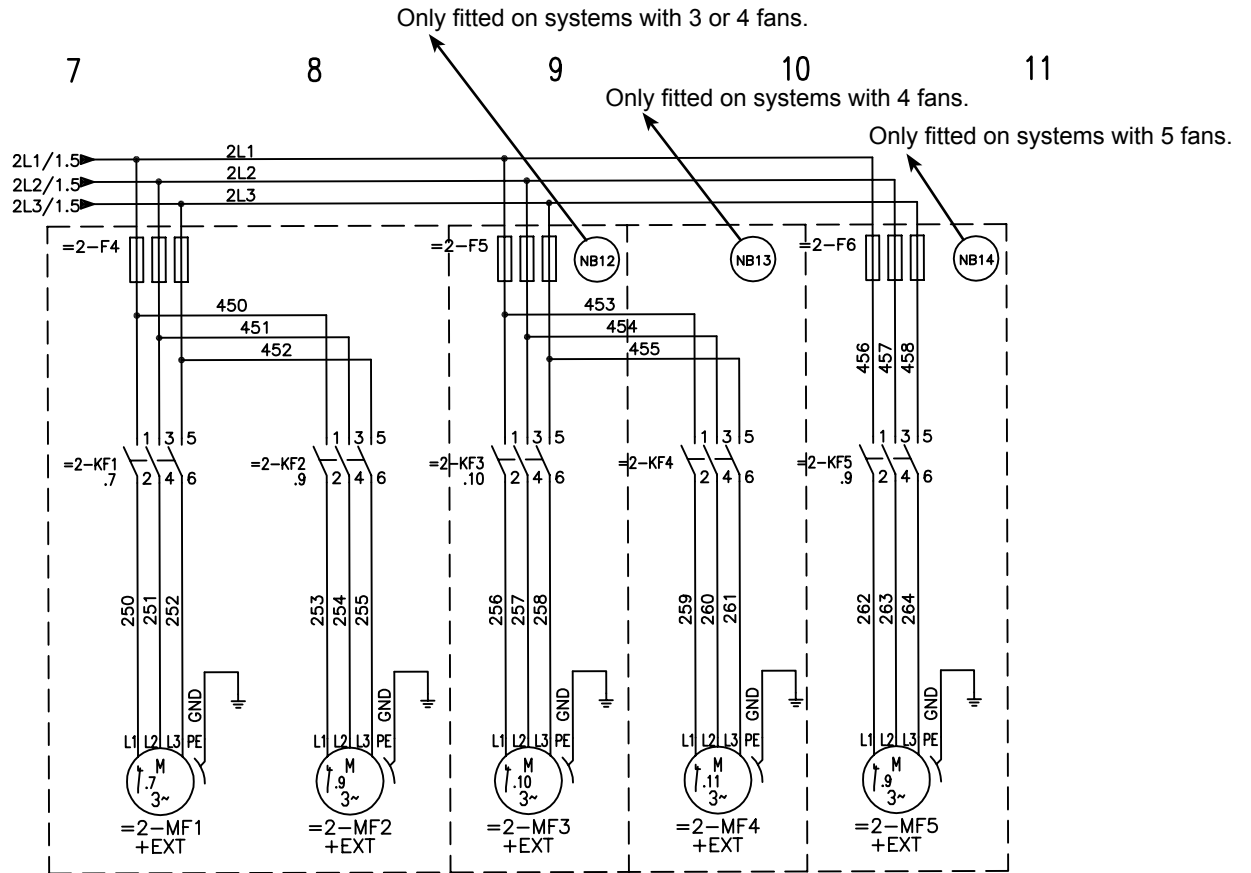 Only fitted on systems with 3 or 4 fans.
7 8 9 10 11
Only fitted on systems with 4 fans.
Only fitted on systems with 5 fans.
2L1/1.5 2L1
2L2/1.5 2L2
2L3/1.5 2L3
=2-F4 =2-F5 NB12 NB13 =2-F6 NB14
450 453
451 454
452 455
456 457 458
1 3 5 1 3 5 1 3 5 1 3 5 1 3 5
=2-KF1 =2-KF2 =2-KF3 =2-KF4 =2-KF5
.7 2 4 6 .9 2 4 6 .10 2 4 6 2 4 6 .9 2 4 6
250 251 252 253 254 255 256 257 258 259 260 261 262 263 264
GND GND GND GND GND
L1 L2 L3 PE L1 L2 L3 PE L1 L2 L3 PE L1 L2 L3 PE L1 L2 L3 PE
M M M M M
.7 .9 .10 .11 .9
3~ 3~ 3~ 3~ 3~
=2-MF1 =2-MF2 =2-MF3 =2-MF4 =2-MF5
+EXT +EXT +EXT +EXT +EXT